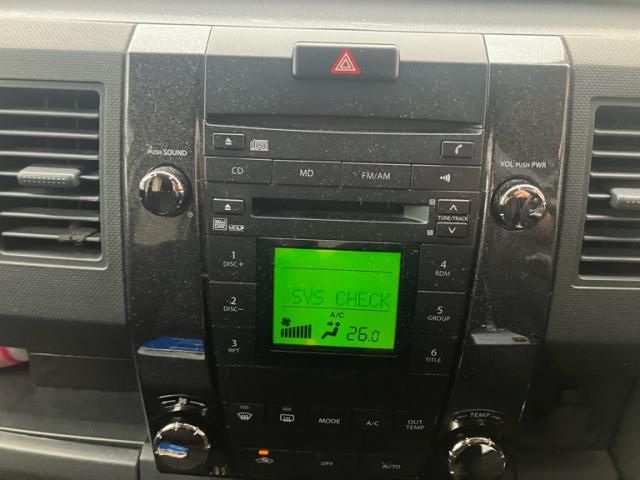 PUSH SOUND
VOL PUSH PWR
CD
MD
FM/AM
TUNE/TRACK
1
DISC+
4
RDM
SYS CHECK
A/C
26.0
2
DISC-
5
GROUP
3
RPT
6
TITLE
MODE
A/C
OUT
TEMP
TEMP
OFF
AUTO